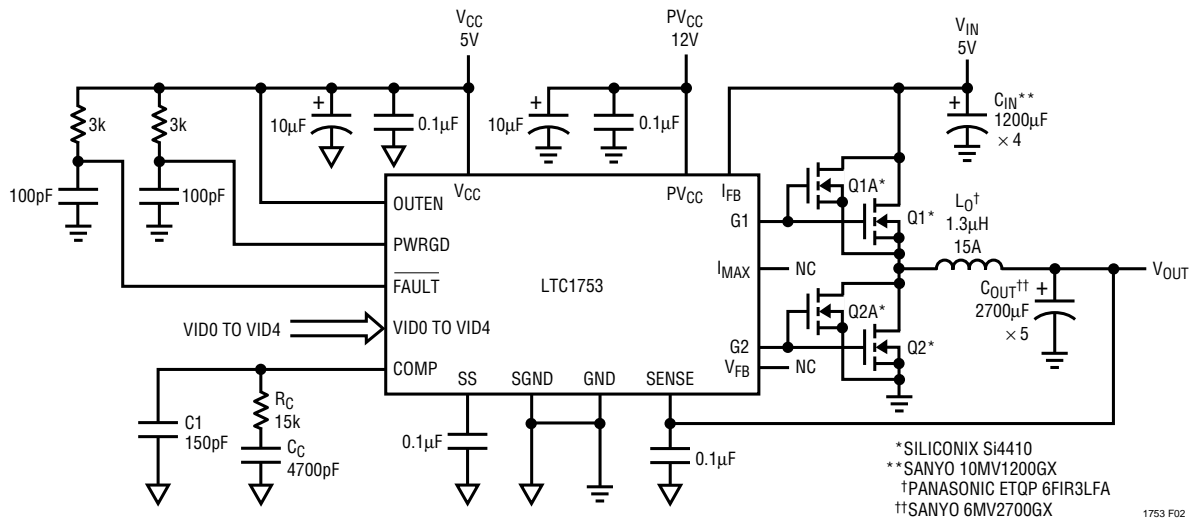 VCC
5V
PVCC
12V
VIN
5V
3k
3k
10µF
+
0.1µF
10µF
+
0.1µF
+
CIN**
1200µF
× 4
100pF
100pF
VCC
PVCC
IFB
OUTEN
PWRGD
FAULT
VID0 TO VID4
VID0 TO VID4
COMP
LTC1753
G1
IMAX
NC
G2
VFB
NC
SS
SGND
GND
SENSE
Q1A*
Q1*
Q2A*
Q2*
LO†
1.3µH
15A
VOUT
COUT††
2700µF
× 5
+
C1
150pF
RC
15k
CC
4700pF
0.1µF
0.1µF
*SILICONIX Si4410
**SANYO 10MV1200GX
†PANASONIC ETQP 6FIR3LFA
††SANYO 6MV2700GX
1753 F02